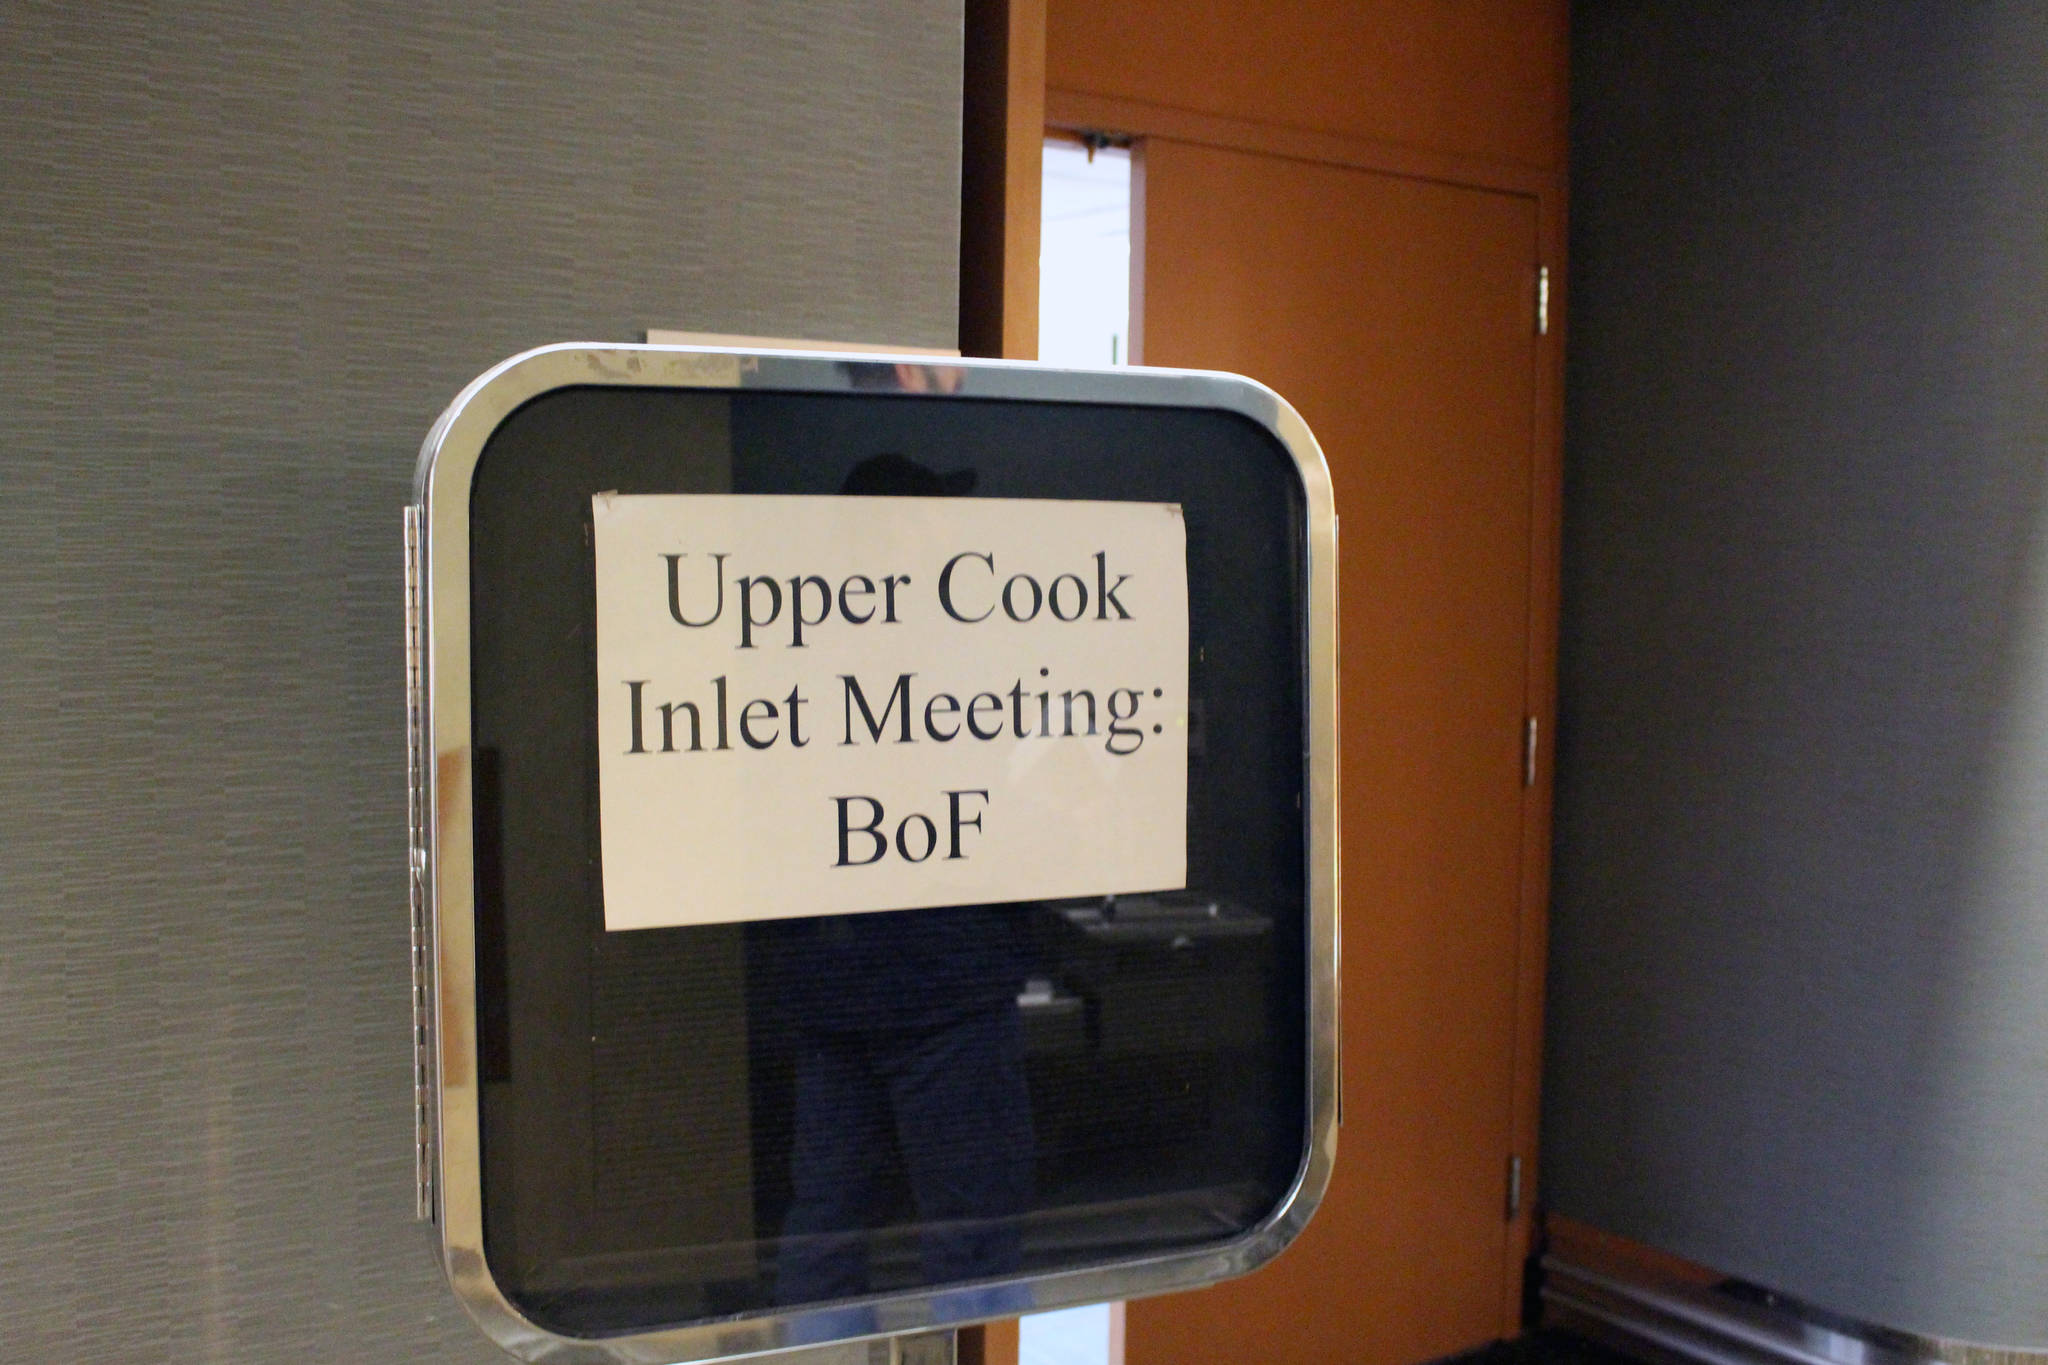 Upper Cook
Inlet Meeting:
BoF